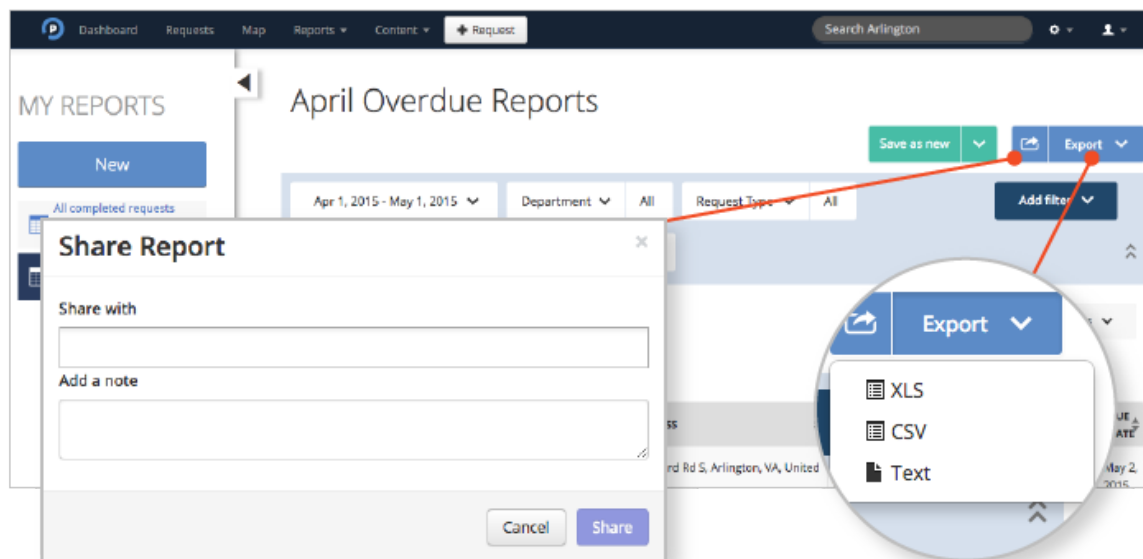 P Dashboard Requests Map Reports Content Request Search Arlington
MY REPORTS
New
All completed requests
April Overdue Reports
Save as new Export
Apr 1, 2015 - May 1, 2015 Department All Request Type All Add filter
Share Report ×
Share with
Add a note
Cancel Share
Export
XLS
CSV
Text
rd Rd S, Arlington, VA, United
May 2,
2015